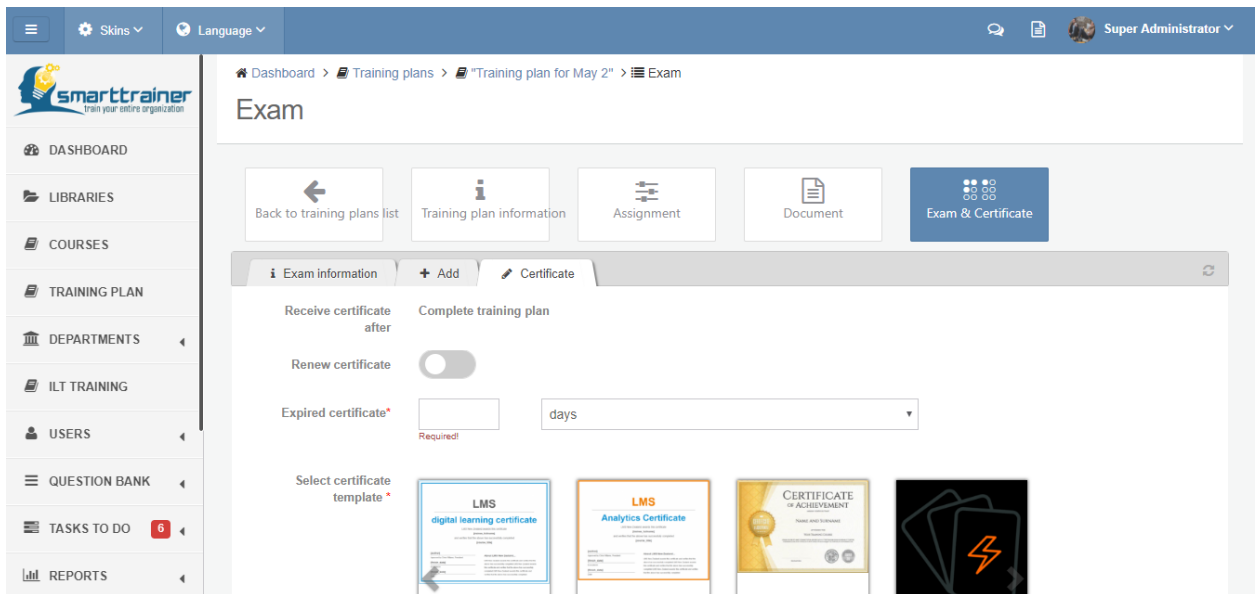 Skins
Language
Super Administrator
smarttrainer
train your entire organization
DASHBOARD
LIBRARIES
COURSES
TRAINING PLAN
DEPARTMENTS
ILT TRAINING
USERS
QUESTION BANK
TASKS TO DO 6
REPORTS
Dashboard > Training plans > "Training plan for May 2" > Exam
Exam
Back to training plans list
Training plan information
Assignment
Document
Exam & Certificate
Exam information
Add
Certificate
Receive certificate
after
Complete training plan
Renew certificate
Expired certificate*
days
Required!
Select certificate
template *
LMS
digital learning certificate
LMS
Analytics Certificate
CERTIFICATE
OF ACHIEVEMENT